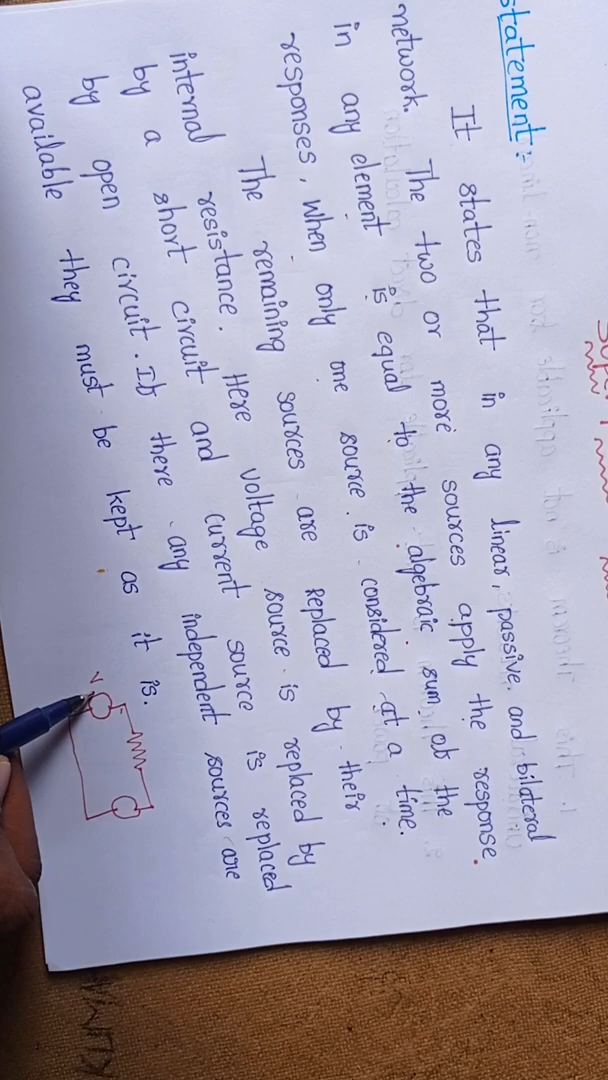 statement:-
It states that in any linear, passive and bilateral
network. The two or more sources apply the response
in any element is equal to the algebraic sum of the
responses, when only one source is considered at a time.
The remaining sources are replaced by their
internal resistance. Here voltage source is replaced by
by a short circuit and current source is replaced
by open circuit. If there any independent sources are
available they must be kept as it is.
V